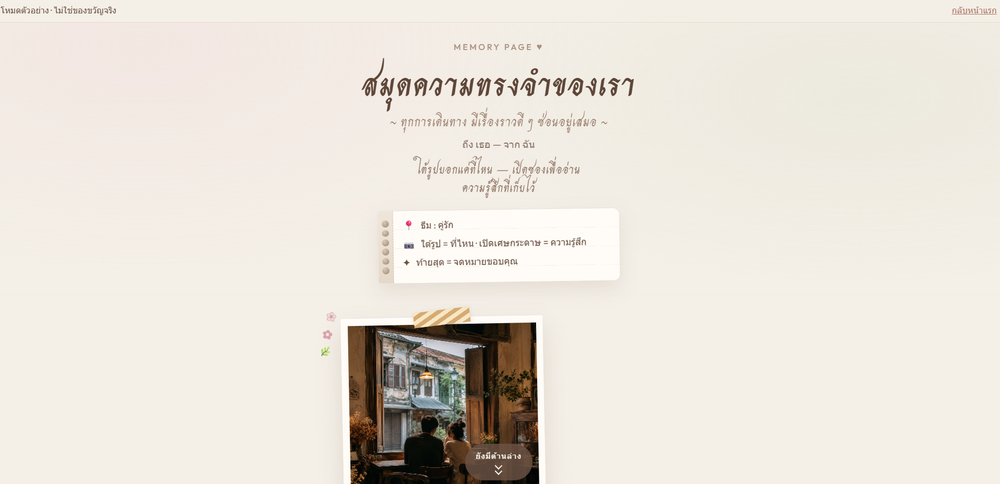 โหมดตัวอย่าง · ไม่ใช่ของขวัญจริง
กลับหน้าแรก
MEMORY PAGE ♥
สมุดความทรงจำของเรา
~ ทุกการเดินทาง มีเรื่องราวดี ๆ ซ่อนอยู่เสมอ ~
ถึง เธอ — จาก ฉัน
ใต้รูปบอกแค่ที่ไหน — เปิดซองเพื่ออ่าน
ความรู้สึกที่เก็บไว้
📍 ธีม : คู่รัก
📷 ใต้รูป = ที่ไหน · เปิดเศษกระดาษ = ความรู้สึก
✦ ท้ายสุด = จดหมายขอบคุณ
ยังมีด้านล่าง